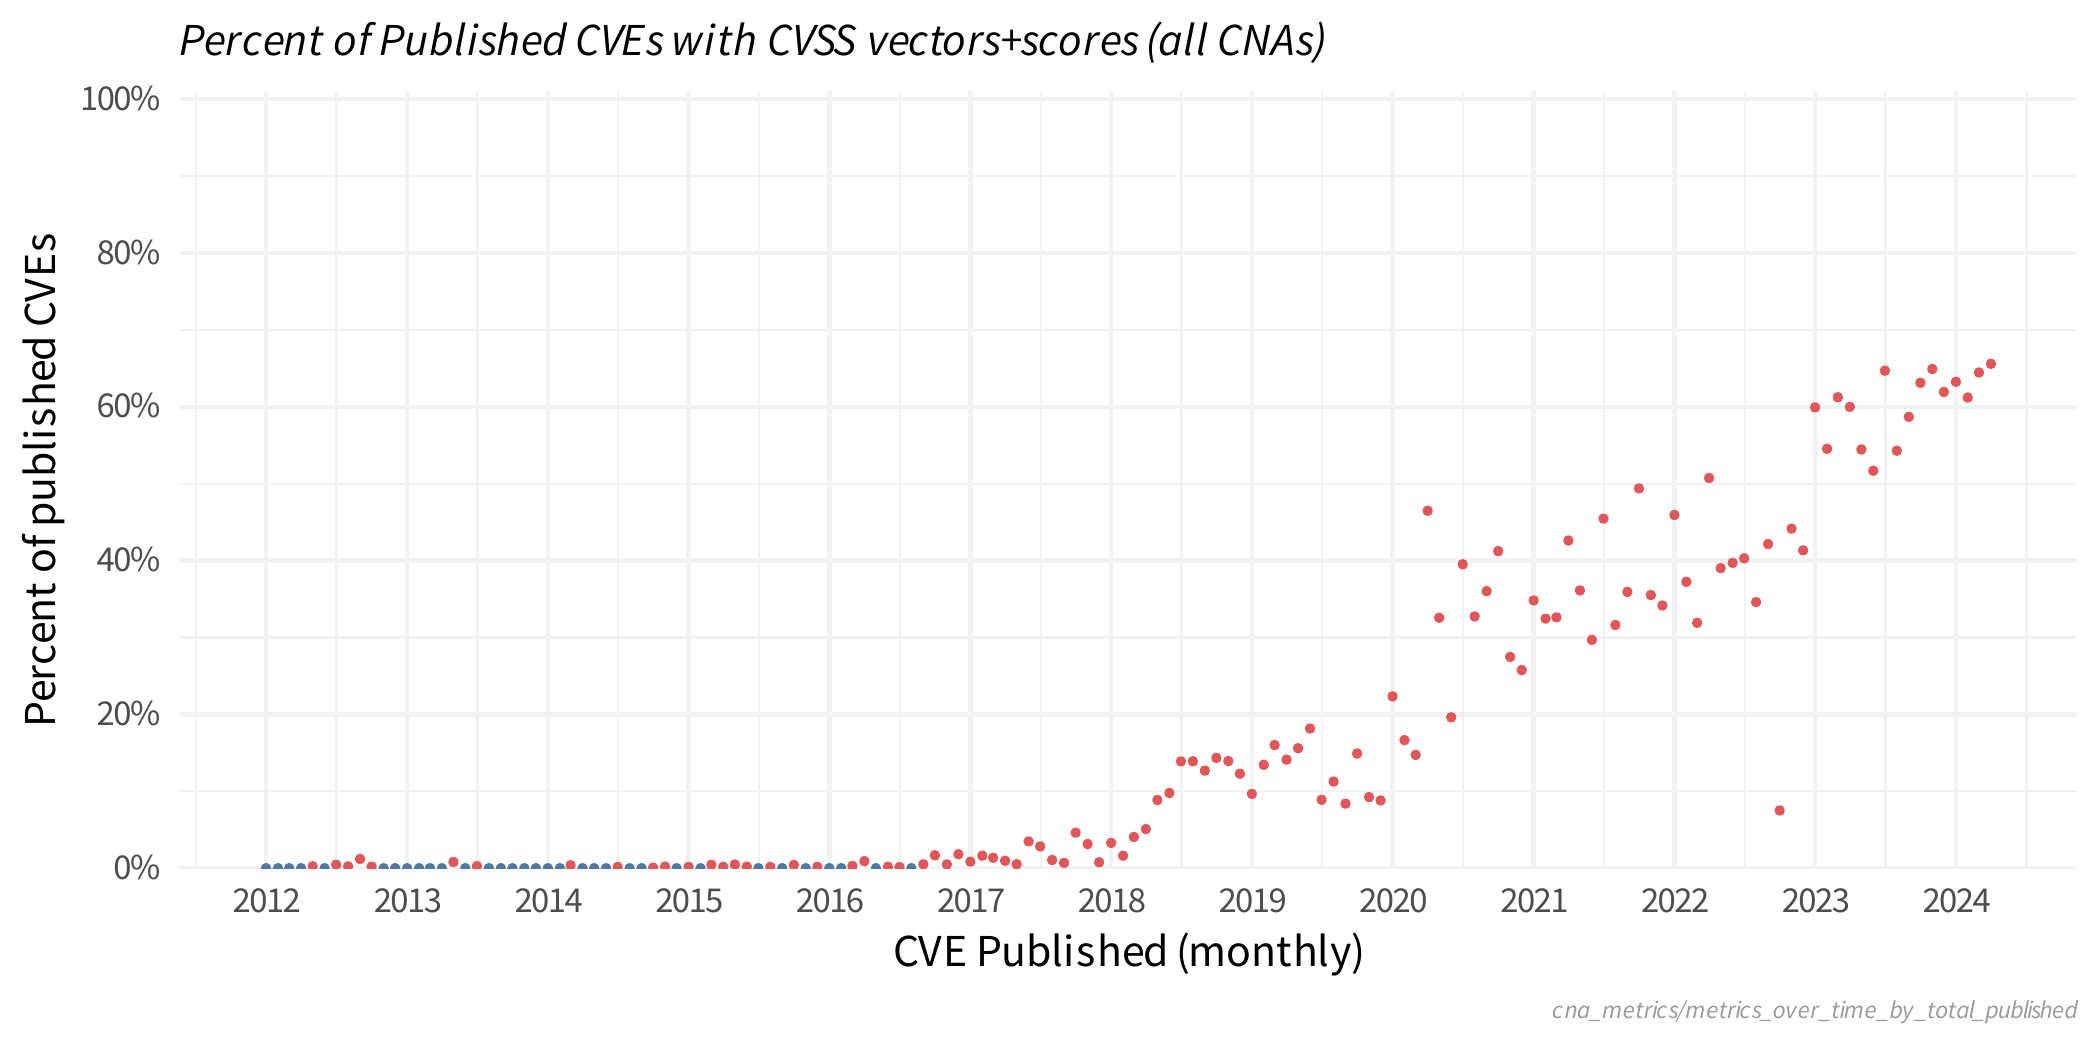 Percent of Published CVEs with CVSS vectors+scores (all CNAs)
Percent of published CVEs
100%
80%
60%
40%
20%
0%
2012 2013 2014 2015 2016 2017 2018 2019 2020 2021 2022 2023 2024
CVE Published (monthly)
cna_metrics/metrics_over_time_by_total_published